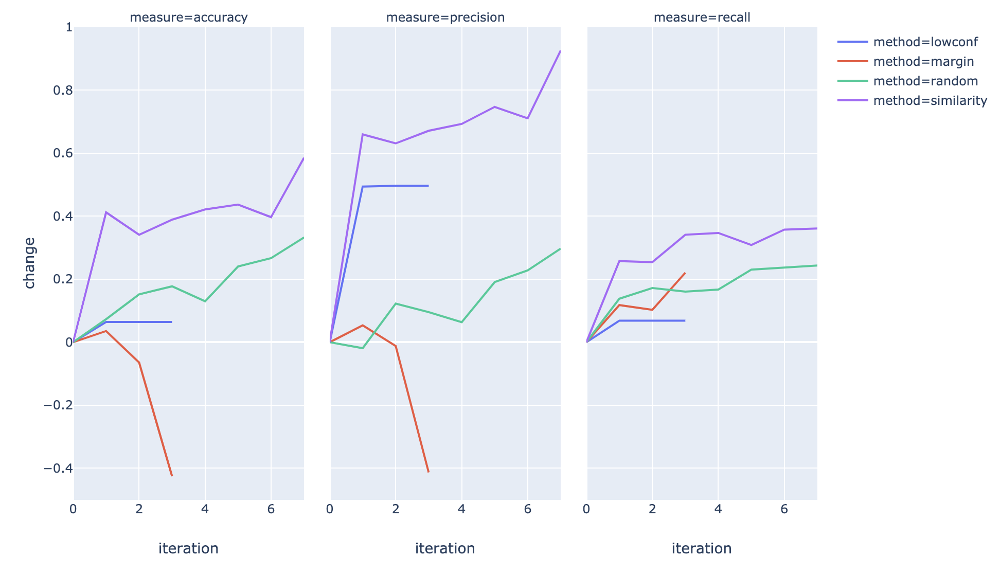 measure=accuracy
measure=precision
measure=recall
method=lowconf
method=margin
method=random
method=similarity
change
1
0.8
0.6
0.4
0.2
0
−0.2
−0.4
0 2 4 6
0 2 4 6
0 2 4 6
iteration
iteration
iteration